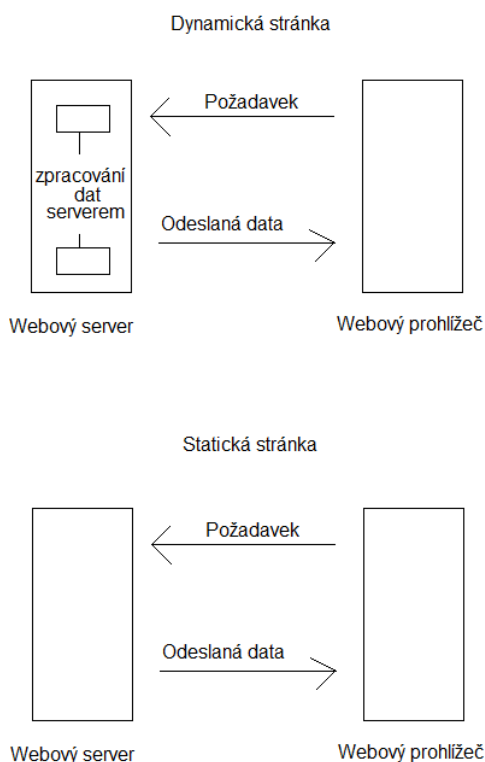 Dynamická stránka
Požadavek
zpracování
dat
serverem
Odeslaná data
Webový server
Webový prohlížeč
Statická stránka
Požadavek
Odeslaná data
Webový server
Webový prohlížeč